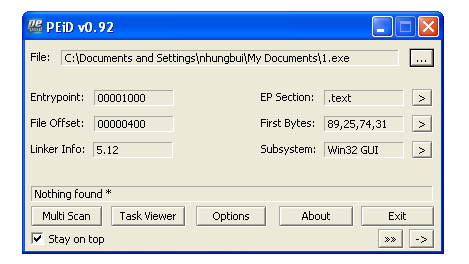 PEiD v0.92
File: C:\Documents and Settings\nhungbui\My Documents\1.exe ...
Entrypoint: 00001000 EP Section: .text >
File Offset: 00000400 First Bytes: 89,25,74,31 >
Linker Info: 5.12 Subsystem: Win32 GUI >
Nothing found *
Multi Scan Task Viewer Options About Exit
Stay on top »» ->